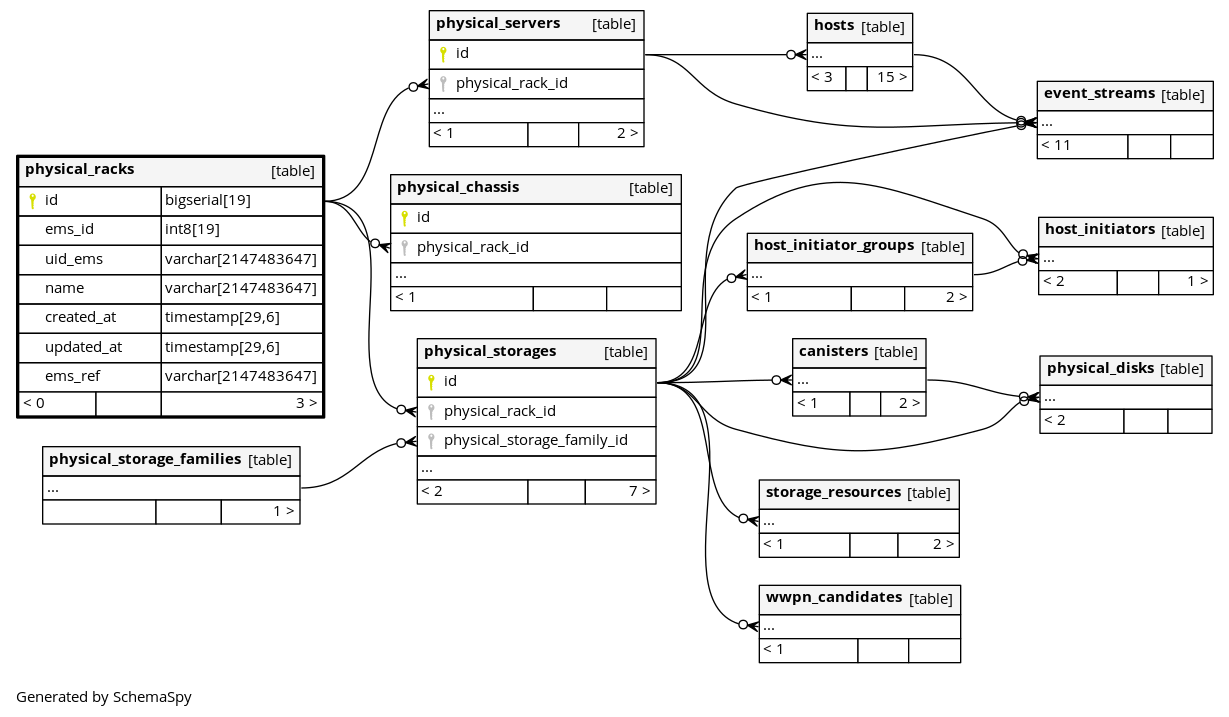 physical_servers [table]
id
physical_rack_id
...
< 1 2 >
hosts [table]
...
< 3 15 >
event_streams [table]
...
< 11
physical_racks [table]
id bigserial[19]
ems_id int8[19]
uid_ems varchar[2147483647]
name varchar[2147483647]
created_at timestamp[29,6]
updated_at timestamp[29,6]
ems_ref varchar[2147483647]
< 0 3 >
physical_chassis [table]
id
physical_rack_id
...
< 1
host_initiator_groups [table]
...
< 1 2 >
host_initiators [table]
...
< 2 1 >
physical_storages [table]
id
physical_rack_id
physical_storage_family_id
...
< 2 7 >
canisters [table]
...
< 1 2 >
physical_disks [table]
...
< 2
physical_storage_families [table]
...
1 >
storage_resources [table]
...
< 1 2 >
wwpn_candidates [table]
...
< 1
Generated by SchemaSpy